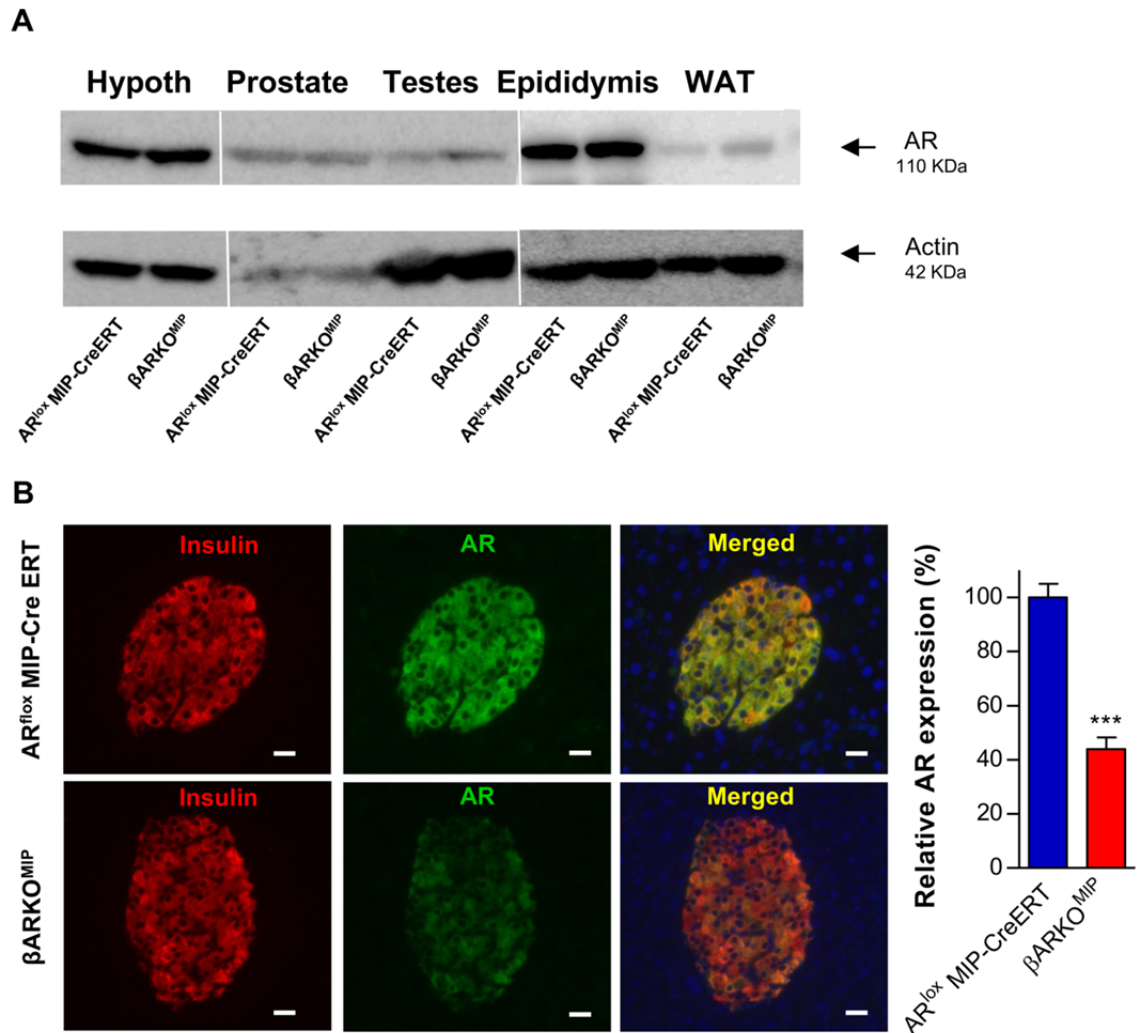 A
Hypoth Prostate Testes Epididymis WAT
AR
110 KDa
Actin
42 KDa
ARlox MIP-CreERT
βARKOMIP
ARlox MIP-CreERT
βARKOMIP
ARlox MIP-CreERT
βARKOMIP
ARlox MIP-CreERT
βARKOMIP
ARlox MIP-CreERT
βARKOMIP
B
ARflox MIP-Cre ERT
Insulin
AR
Merged
βARKOMIP
Insulin
AR
Merged
Relative AR expression (%)
100
80
60
40
20
0
***
ARlox MIP-CreERT
βARKOMIP